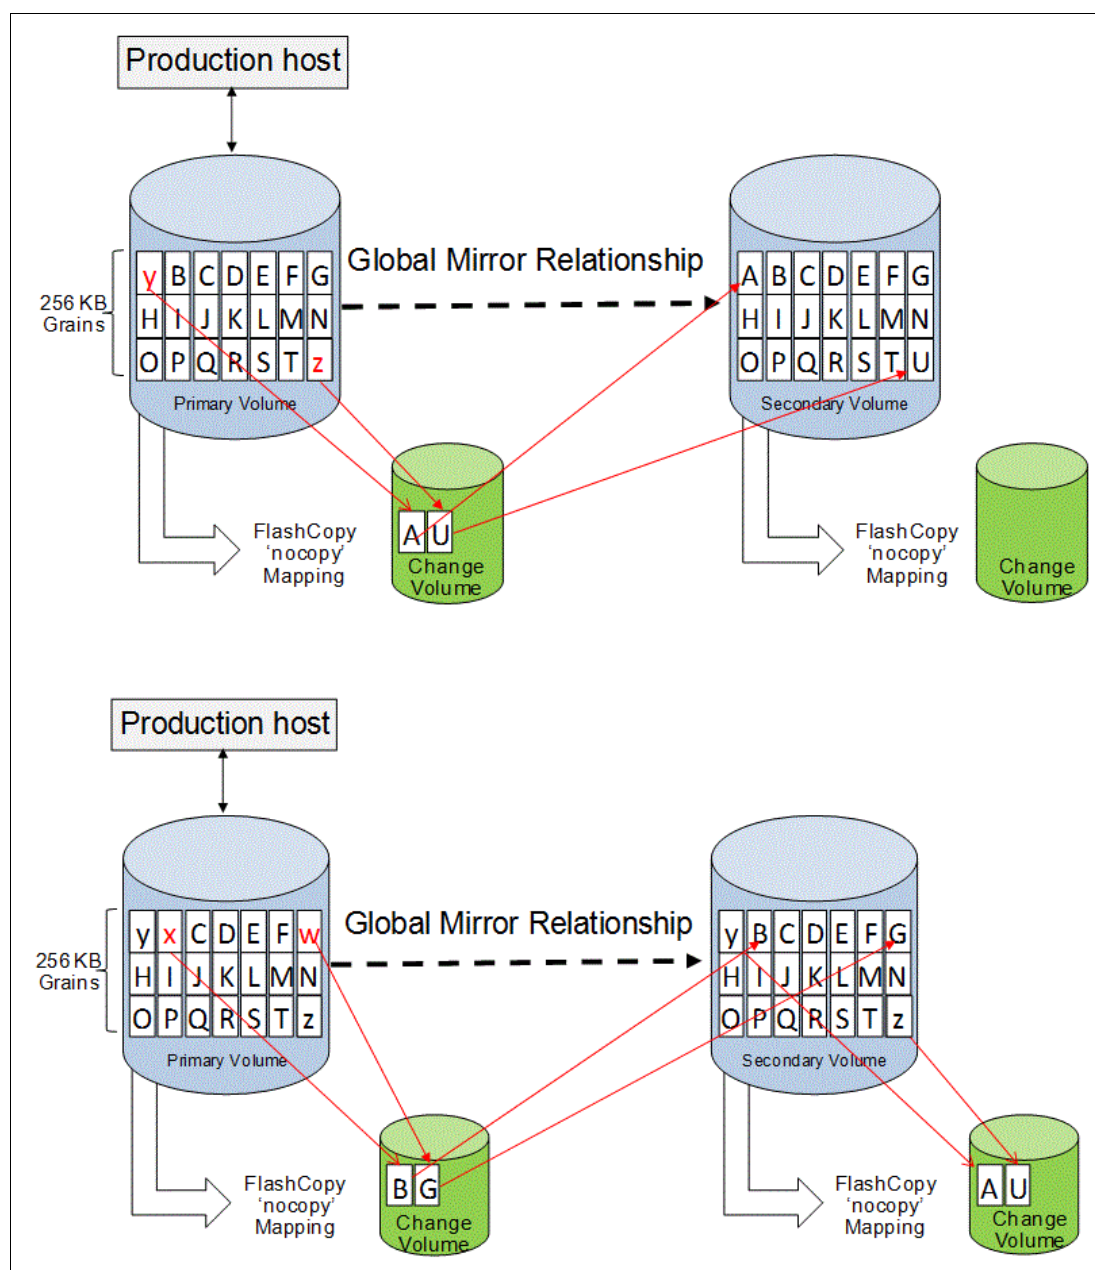 Production host
Global Mirror Relationship
256 KB
Grains
y B C D E F G
H I J K L M N
O P Q R S T z
Primary Volume
A B C D E F G
H I J K L M N
O P Q R S T U
Secondary Volume
FlashCopy
‘nocopy’
Mapping
A U
Change
Volume
FlashCopy
‘nocopy’
Mapping
Change
Volume
Production host
Global Mirror Relationship
256 KB
Grains
y x C D E F w
H I J K L M N
O P Q R S T z
Primary Volume
y B C D E F G
H I J K L M N
O P Q R S T z
Secondary Volume
FlashCopy
‘nocopy’
Mapping
B G
Change
Volume
FlashCopy
‘nocopy’
Mapping
A U
Change
Volume